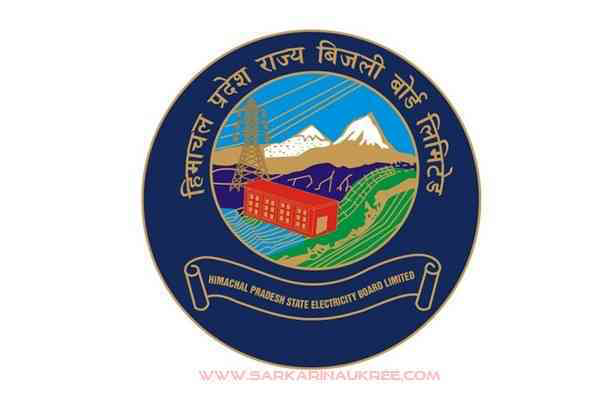 हिमाचल प्रदेश राज्य बिजली बोर्ड लिमिटेड
HIMACHAL PRADESH STATE ELECTRICITY BOARD LIMITED
WWW.SARKARINAUKREE.COM